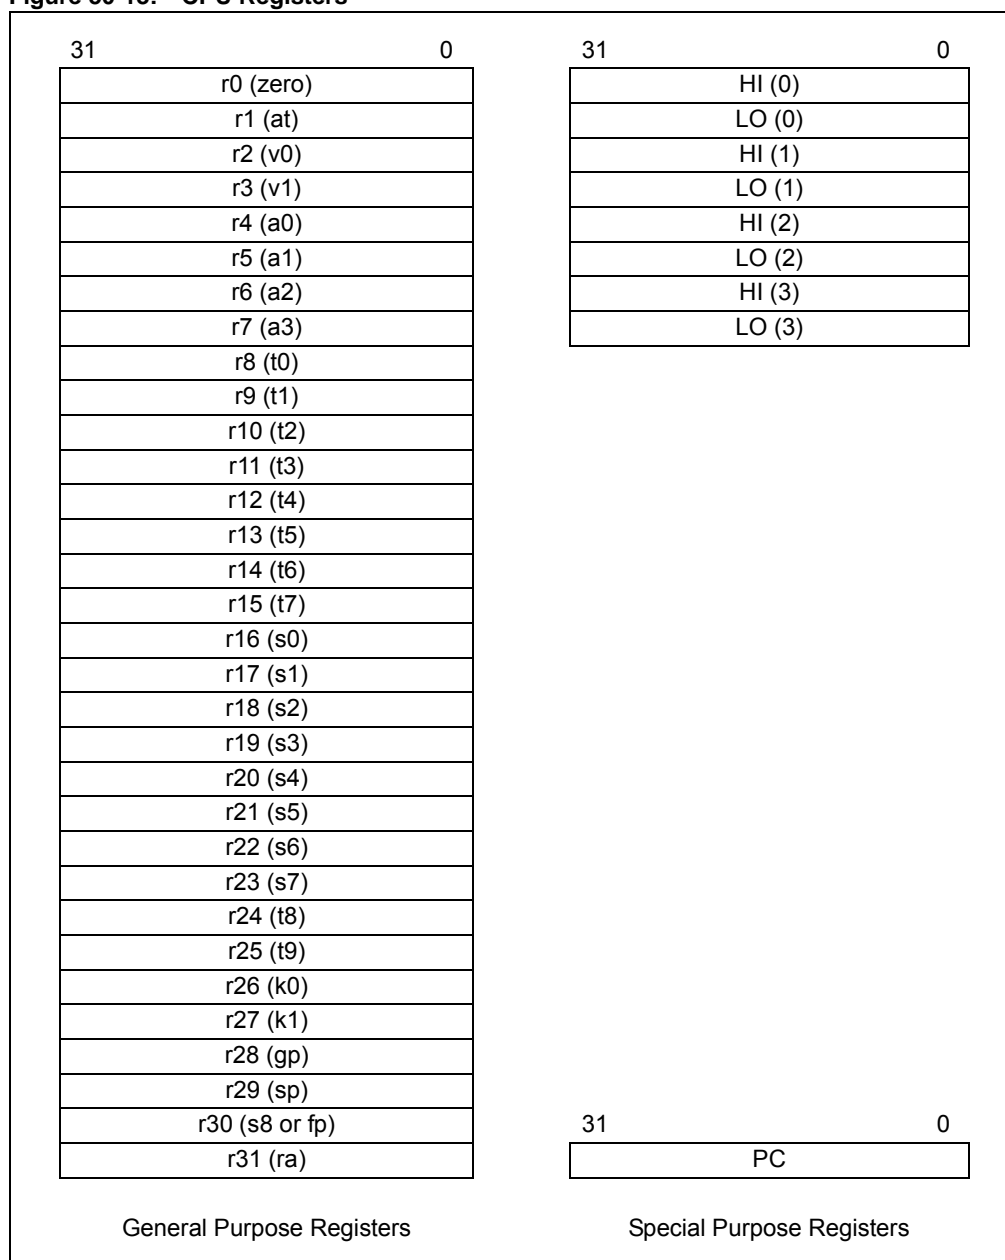 Figure CPU Registers
31 0
r0 (zero)
r1 (at)
r2 (v0)
r3 (v1)
r4 (a0)
r5 (a1)
r6 (a2)
r7 (a3)
r8 (t0)
r9 (t1)
r10 (t2)
r11 (t3)
r12 (t4)
r13 (t5)
r14 (t6)
r15 (t7)
r16 (s0)
r17 (s1)
r18 (s2)
r19 (s3)
r20 (s4)
r21 (s5)
r22 (s6)
r23 (s7)
r24 (t8)
r25 (t9)
r26 (k0)
r27 (k1)
r28 (gp)
r29 (sp)
r30 (s8 or fp)
r31 (ra)
General Purpose Registers
31 0
HI (0)
LO (0)
HI (1)
LO (1)
HI (2)
LO (2)
HI (3)
LO (3)
31 0
PC
Special Purpose Registers